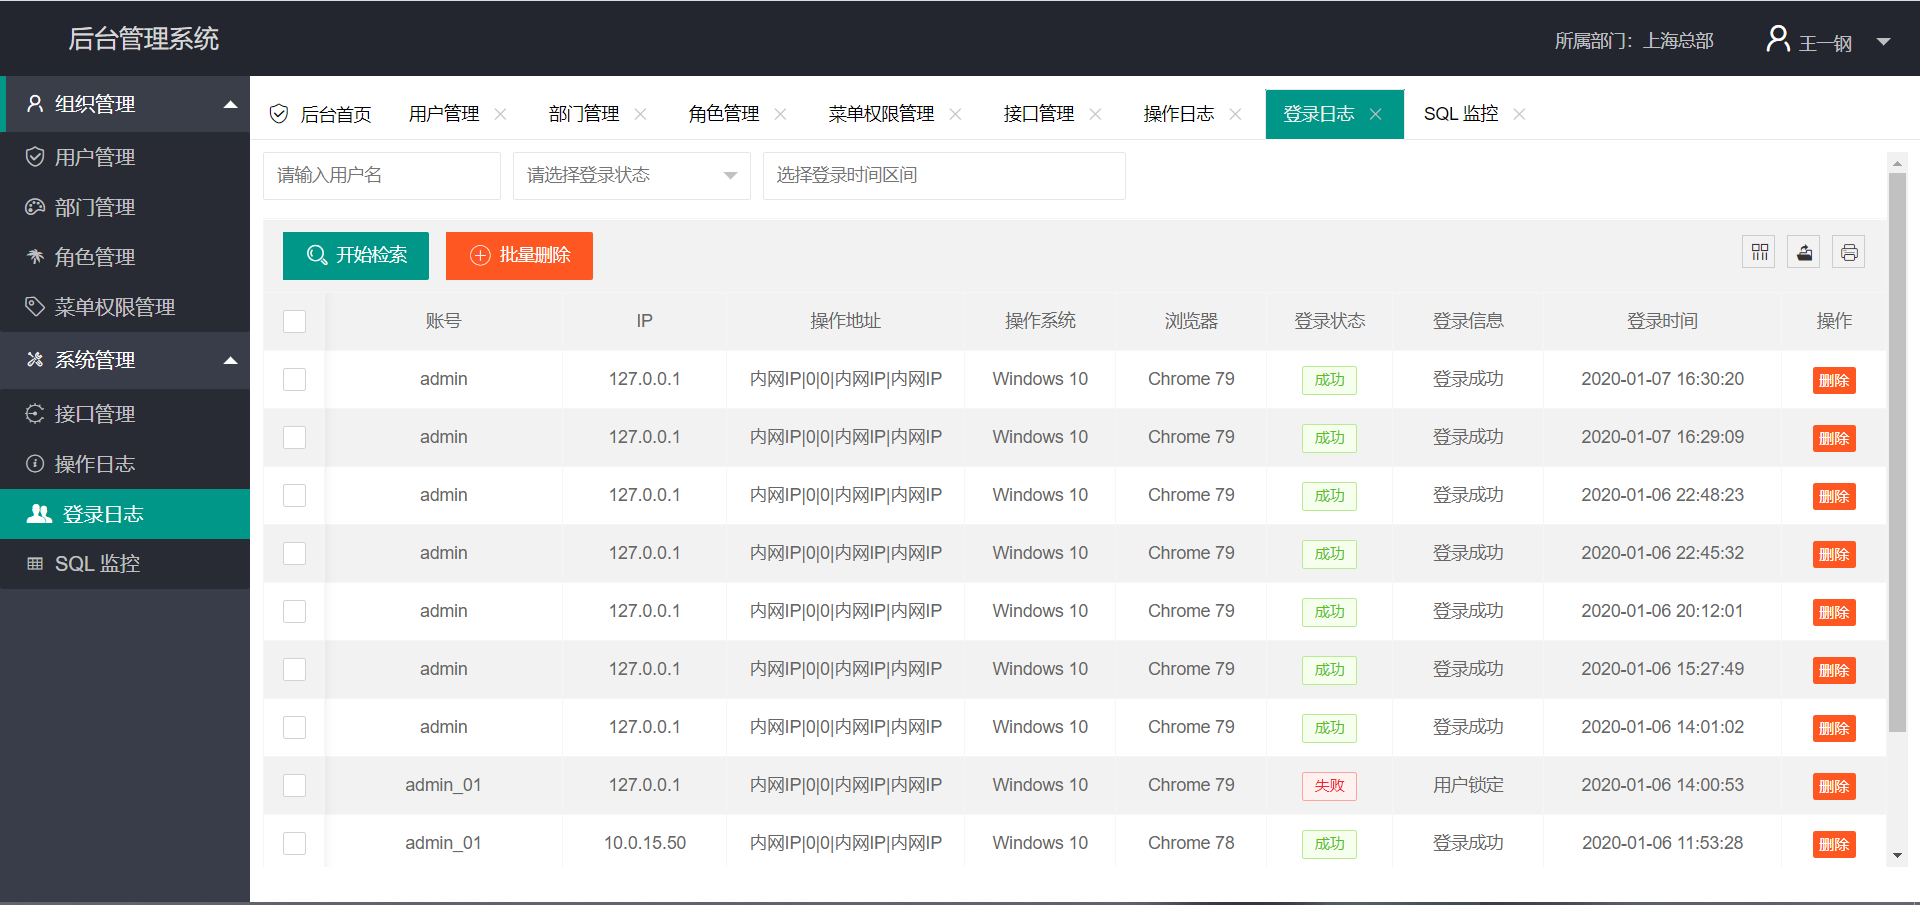 后台管理系统
所属部门: 上海总部
王一钢
组织管理
用户管理
部门管理
角色管理
菜单权限管理
系统管理
接口管理
操作日志
登录日志
SQL 监控
后台首页 用户管理 部门管理 角色管理 菜单权限管理 接口管理 操作日志 登录日志 SQL 监控
请输入用户名 请选择登录状态 选择登录时间区间
开始检索 批量删除
账号 IP 操作地址 操作系统 浏览器 登录状态 登录信息 登录时间 操作
admin 127.0.0.1 内网IP|0|0|内网IP|内网IP Windows 10 Chrome 79 成功 登录成功 2020-01-07 16:30:20 删除
admin 127.0.0.1 内网IP|0|0|内网IP|内网IP Windows 10 Chrome 79 成功 登录成功 2020-01-07 16:29:09 删除
admin 127.0.0.1 内网IP|0|0|内网IP|内网IP Windows 10 Chrome 79 成功 登录成功 2020-01-06 22:48:23 删除
admin 127.0.0.1 内网IP|0|0|内网IP|内网IP Windows 10 Chrome 79 成功 登录成功 2020-01-06 22:45:32 删除
admin 127.0.0.1 内网IP|0|0|内网IP|内网IP Windows 10 Chrome 79 成功 登录成功 2020-01-06 20:12:01 删除
admin 127.0.0.1 内网IP|0|0|内网IP|内网IP Windows 10 Chrome 79 成功 登录成功 2020-01-06 15:27:49 删除
admin 127.0.0.1 内网IP|0|0|内网IP|内网IP Windows 10 Chrome 79 成功 登录成功 2020-01-06 14:01:02 删除
admin_01 127.0.0.1 内网IP|0|0|内网IP|内网IP Windows 10 Chrome 79 失败 用户锁定 2020-01-06 14:00:53 删除
admin_01 10.0.15.50 内网IP|0|0|内网IP|内网IP Windows 10 Chrome 78 成功 登录成功 2020-01-06 11:53:28 删除